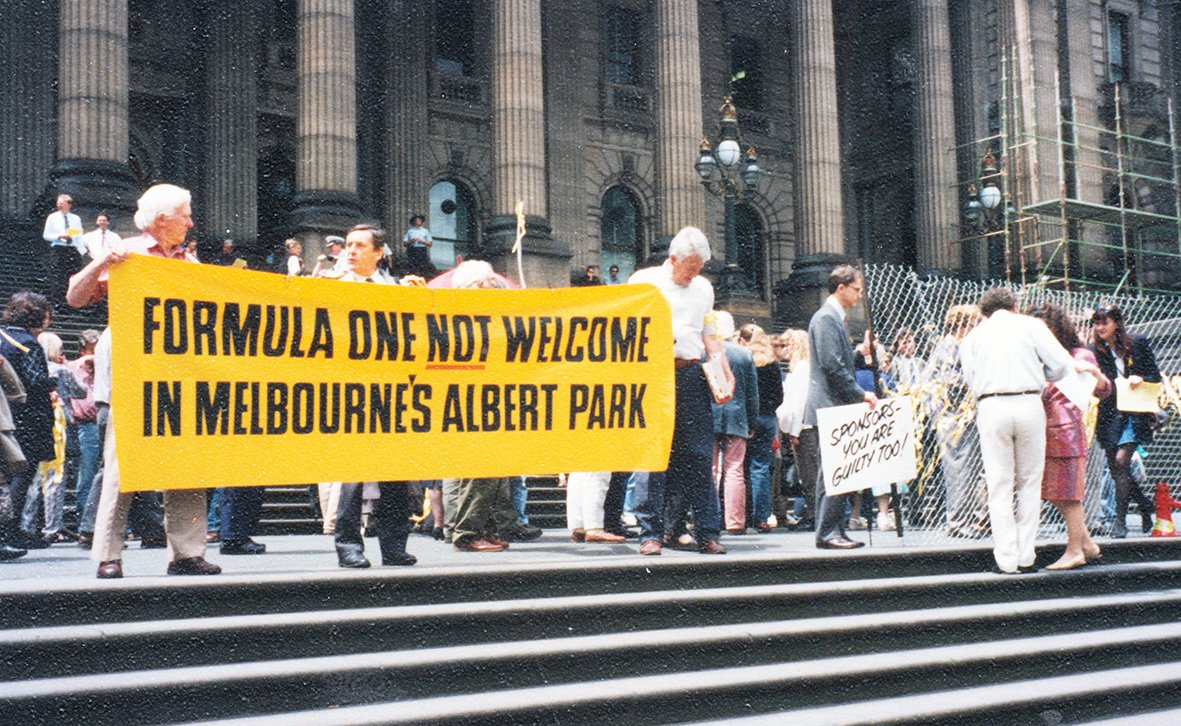 FORMULA ONE NOT WELCOME
IN MELBOURNE'S ALBERT PARK
SPONSORS-
YOU ARE
GUILTY TOO!